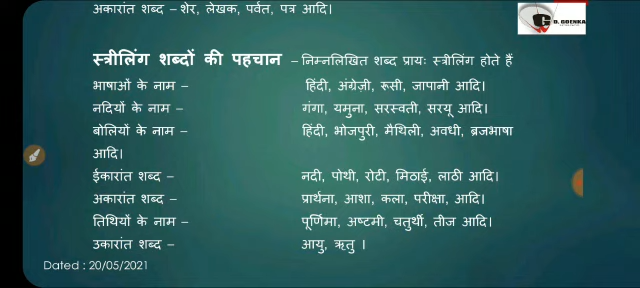 अकारांत शब्द – शेर, लेखक, पर्वत, पत्र आदि।
G. D. GOENKA
स्त्रीलिंग शब्दों की पहचान – निम्नलिखित शब्द प्रायः स्त्रीलिंग होते हैं
भाषाओं के नाम – हिंदी, अंग्रेज़ी, रूसी, जापानी आदि।
नदियों के नाम – गंगा, यमुना, सरस्वती, सरयू आदि।
बोलियों के नाम – हिंदी, भोजपुरी, मैथिली, अवधी, ब्रजभाषा
आदि।
ईकारांत शब्द – नदी, पोथी, रोटी, मिठाई, लाठी आदि।
अकारांत शब्द – प्रार्थना, आशा, कला, परीक्षा, आदि।
तिथियों के नाम – पूर्णिमा, अष्टमी, चतुर्थी, तीज आदि।
उकारांत शब्द – आयु, ऋतु ।
Dated : 20/05/2021